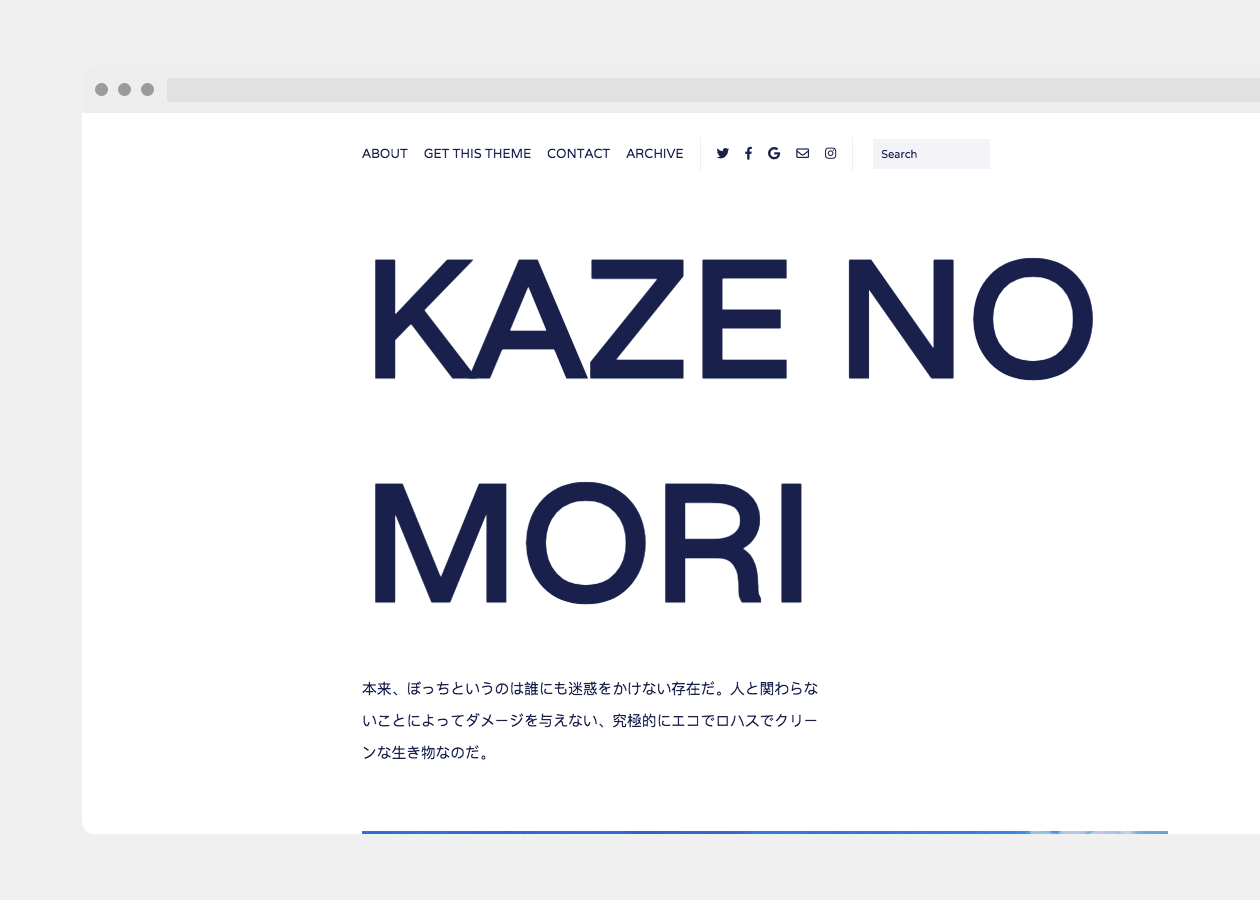 ABOUT GET THIS THEME CONTACT ARCHIVE Search
KAZE NO
MORI
本来、ぼっちというのは誰にも迷惑をかけない存在だ。人と関わらな
いことによってダメージを与えない、究極的にエコでロハスでクリー
ンな生き物なのだ。